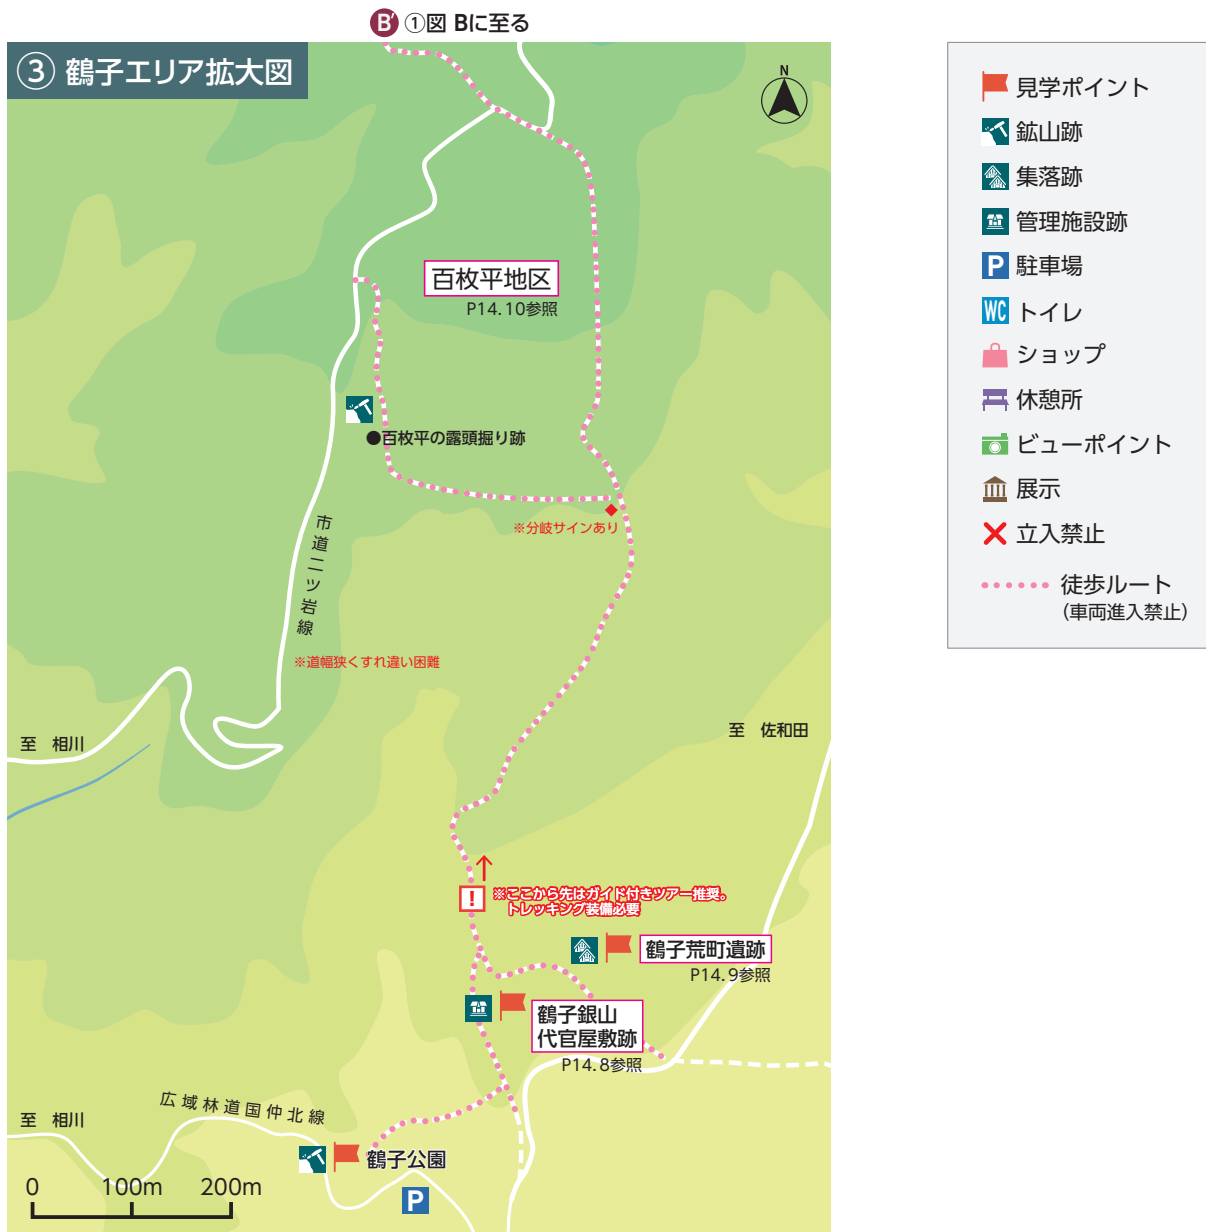 B' ①図 Bに至る
③ 鶴子エリア拡大図
N
百枚平地区
P14.10参照
●百枚平の露頭掘り跡
※分岐サインあり
市道二ツ岩線
※道幅狭くすれ違い困難
至 相川
至 佐和田
!
※ここから先はガイド付きツアー推奨。
トレッキング装備必要
鶴子荒町遺跡
P14.9参照
鶴子銀山
代官屋敷跡
P14.8参照
広域林道国仲北線
至 相川
鶴子公園
P
0 100m 200m
見学ポイント
鉱山跡
集落跡
管理施設跡
P 駐車場
WC トイレ
ショップ
休憩所
ビューポイント
展示
立入禁止
徒歩ルート
（車両進入禁止）